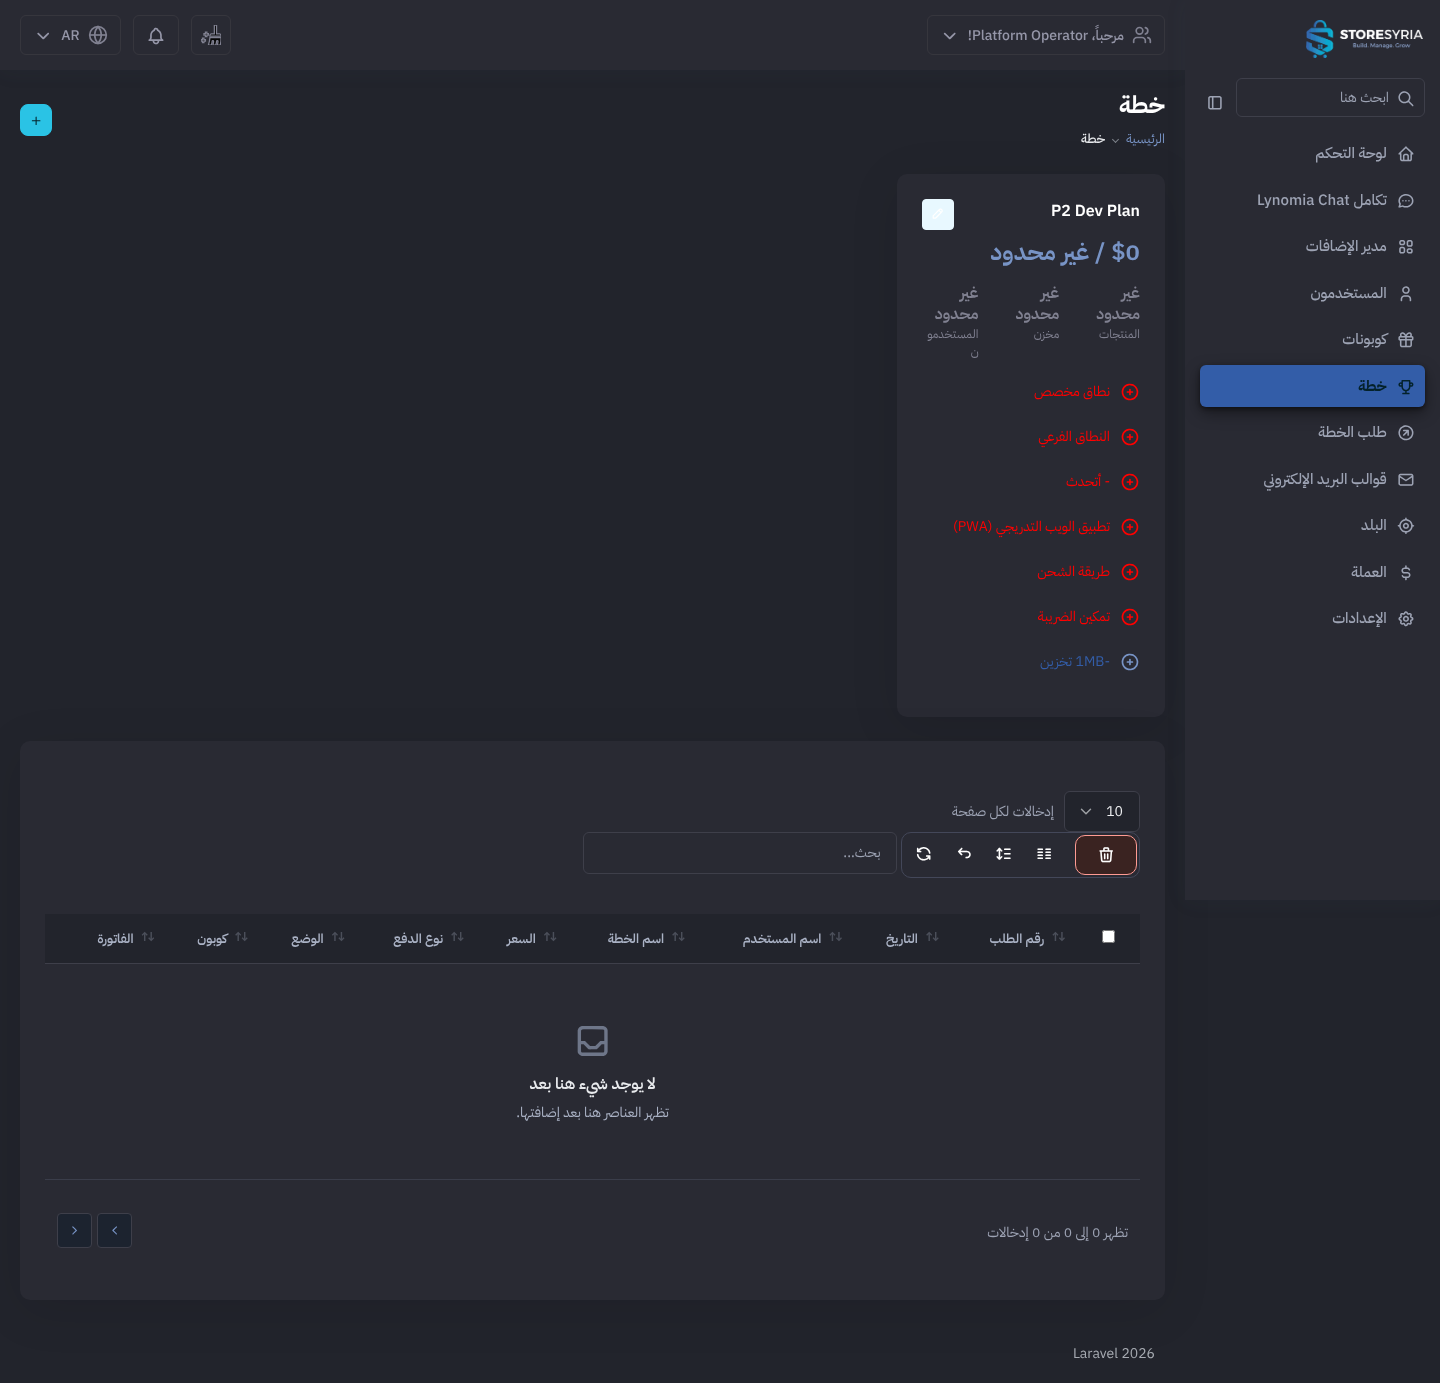 STORESYRIA
Build. Manage. Grow
ابحث هنا
لوحة التحكم
تكامل Lynomia Chat
مدير الإضافات
المستخدمون
كوبونات
خطة
طلب الخطة
قوالب البريد الإلكتروني
البلد
العملة
الإعدادات
مرحباً، Platform Operator!
AR
خطة
الرئيسية
خطة
+
P2 Dev Plan
$0 / غير محدود
غير محدود
المنتجات
غير محدود
مخزن
غير محدود
المستخدمو
ن
نطاق مخصص
النطاق الفرعي
- أتحدث
تطبيق الويب التدريجي (PWA)
طريقة الشحن
تمكين الضريبة
-1MB تخزين
10
إدخالات لكل صفحة
بحث...
رقم الطلب
التاريخ
اسم المستخدم
اسم الخطة
السعر
نوع الدفع
الوضع
كوبون
الفاتورة
لا يوجد شيء هنا بعد
تظهر العناصر هنا بعد إضافتها.
تظهر 0 إلى 0 من 0 إدخالات
Laravel 2026